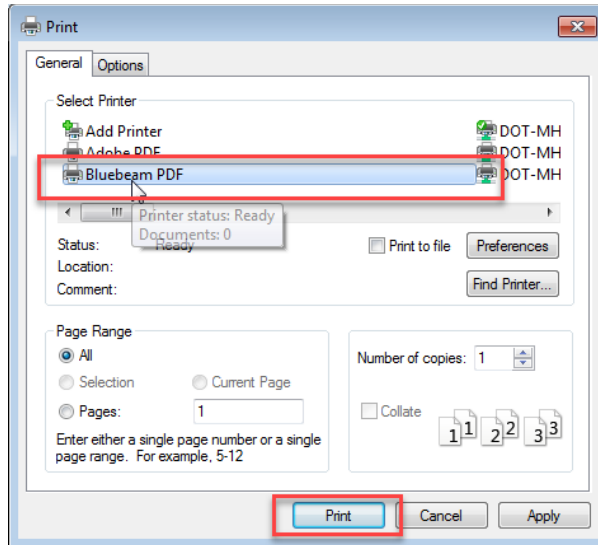 Print
General Options
Select Printer
Add Printer DOT-MH
Adobe PDF DOT-MH
Bluebeam PDF DOT-MH
Printer status: Ready
Documents: 0
Status: Ready Print to file Preferences
Location:
Comment: Find Printer...
Page Range
All
Selection Current Page
Pages: 1
Enter either a single page number or a single
page range. For example, 5-12
Number of copies: 1
Collate
1 1 2 2 3 3
Print Cancel Apply